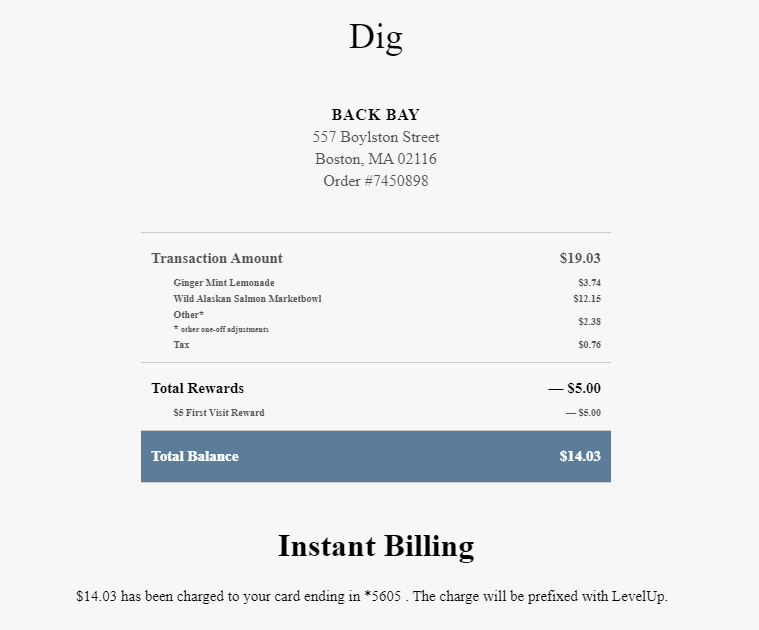 Dig
BACK BAY
557 Boylston Street
Boston, MA 02116
Order #7450898
Transaction Amount $19.03
Ginger Mint Lemonade $3.74
Wild Alaskan Salmon Marketbowl $12.15
Other* $2.38
* other one-off adjustments
Tax $0.76
Total Rewards — $5.00
$5 First Visit Reward — $5.00
Total Balance $14.03
Instant Billing
$14.03 has been charged to your card ending in *5605 . The charge will be prefixed with LevelUp.